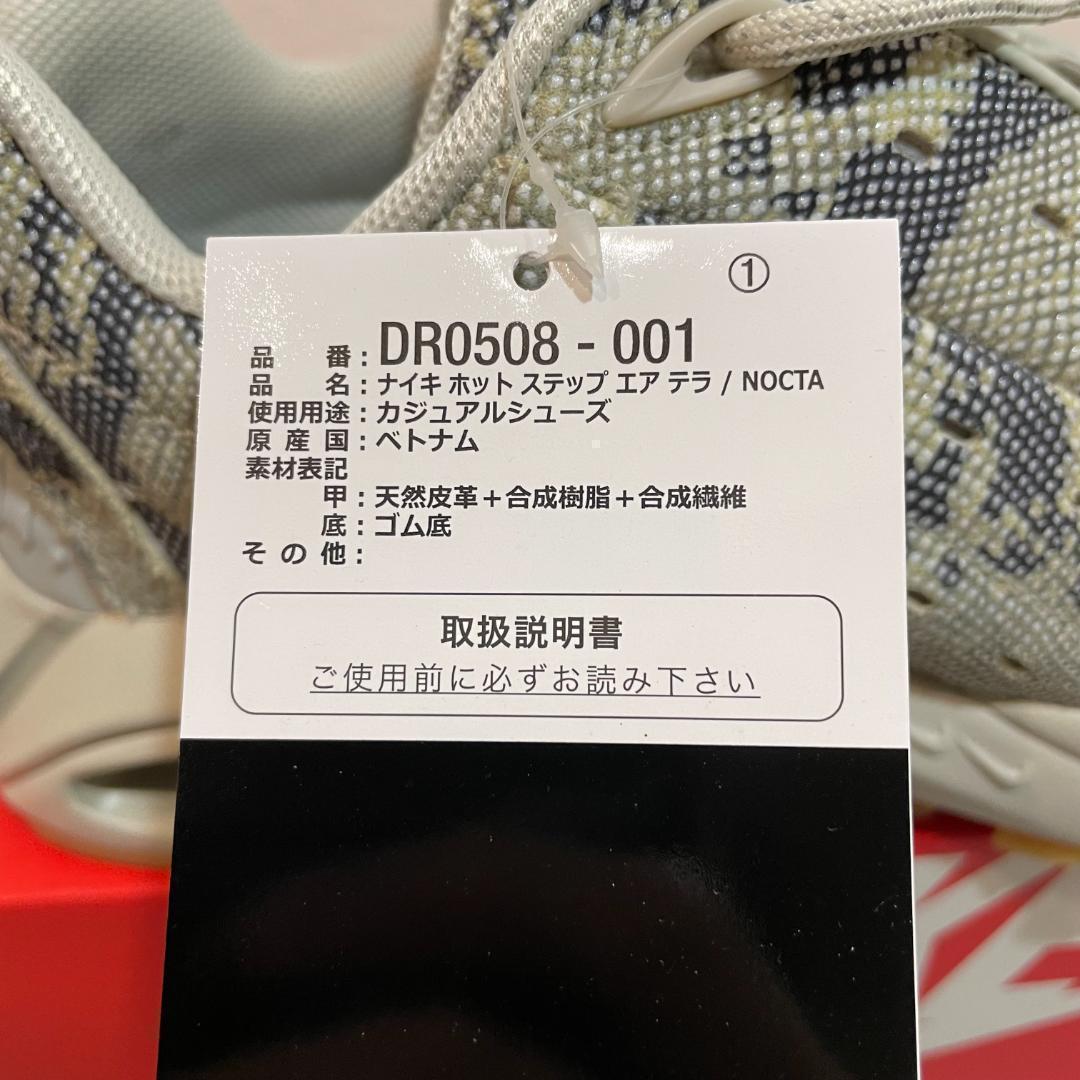 ①
品番：DR0508 - 001
品名：ナイキ ホット ステップ エア テラ / NOCTA
使用用途：カジュアルシューズ
原産国：ベトナム
素材表記
甲：天然皮革＋合成樹脂＋合成繊維
底：ゴム底
その他：
取扱説明書
ご使用前に必ずお読み下さい